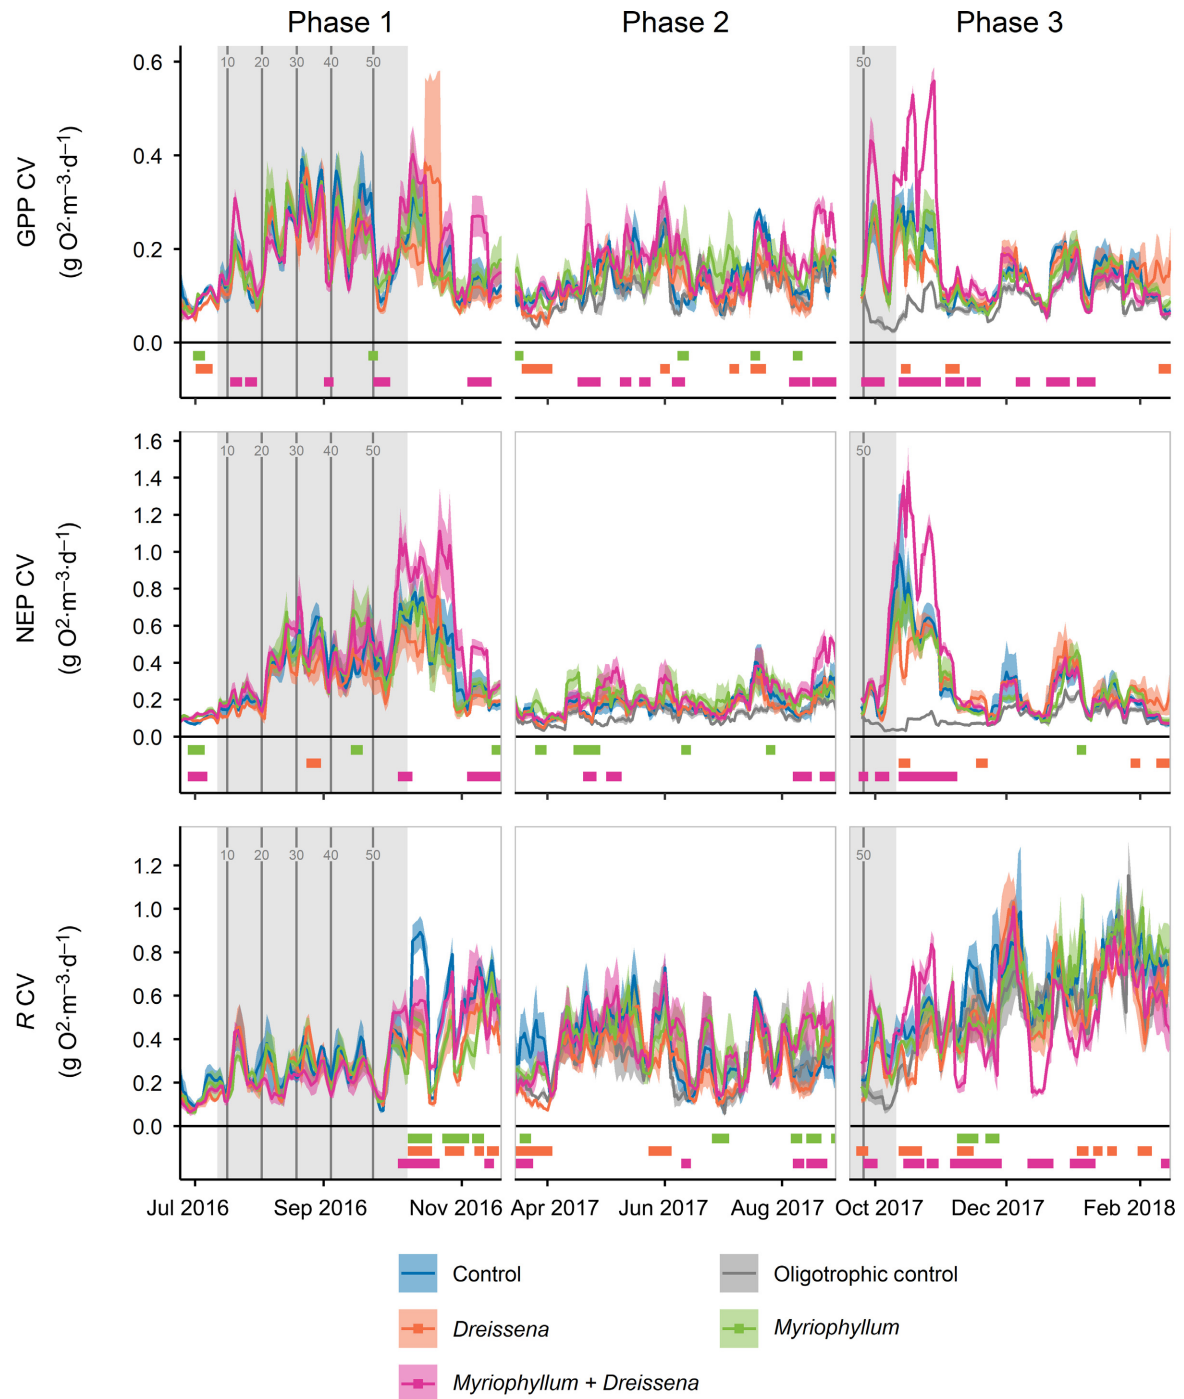 Phase 1 Phase 2 Phase 3
GPP CV
(g O²·m⁻³·d⁻¹)
0.6
0.4
0.2
0.0
10 20 30 40 50
50
NEP CV
(g O²·m⁻³·d⁻¹)
1.6
1.4
1.2
1.0
0.8
0.6
0.4
0.2
0.0
10 20 30 40 50
50
R CV
(g O²·m⁻³·d⁻¹)
1.2
1.0
0.8
0.6
0.4
0.2
0.0
10 20 30 40 50
50
Jul 2016 Sep 2016 Nov 2016 Apr 2017 Jun 2017 Aug 2017 Oct 2017 Dec 2017 Feb 2018
Control Oligotrophic control
Dreissena Myriophyllum
Myriophyllum + Dreissena